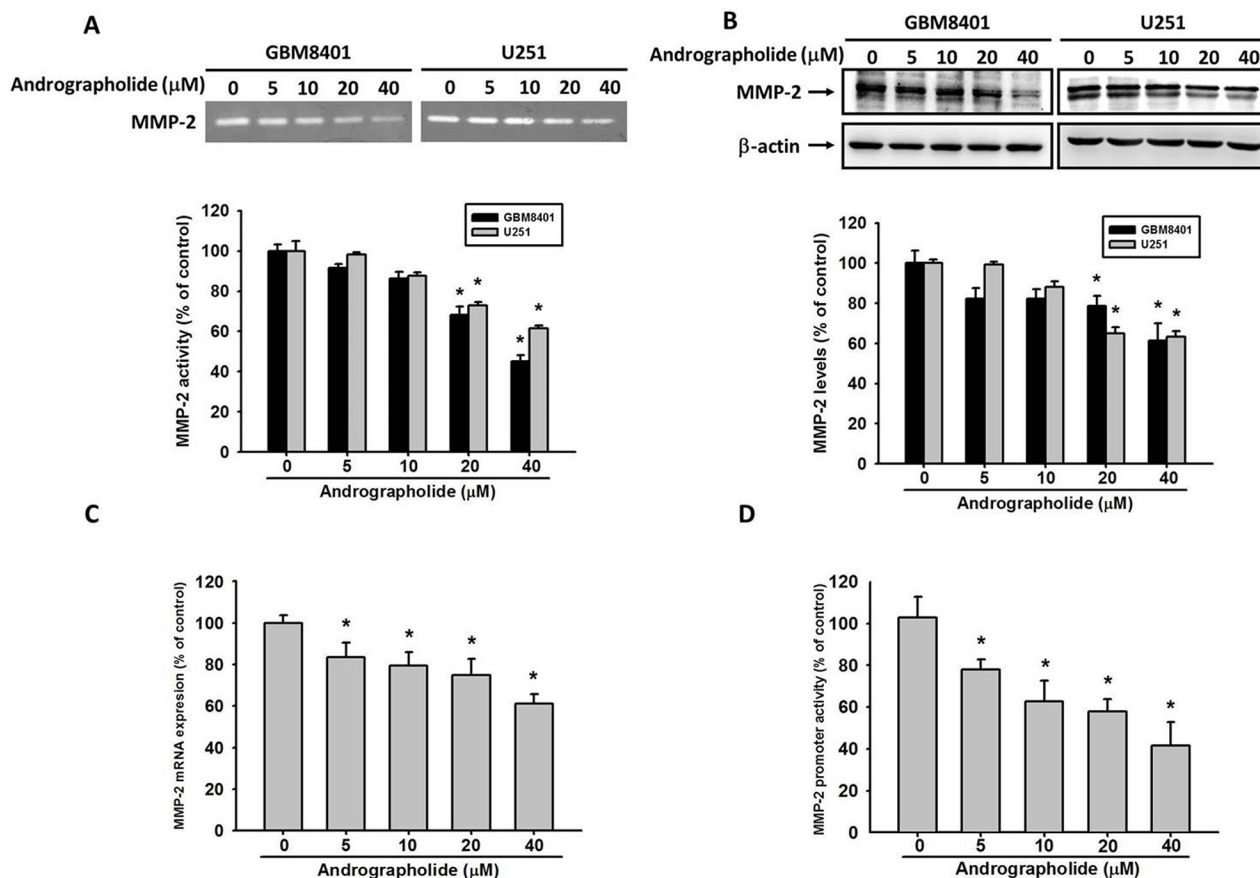 A
GBM8401 U251
Andrographolide (μM) 0 5 10 20 40 0 5 10 20 40
MMP-2
MMP-2 activity (% of control)
120
100
80
60
40
20
0
GBM8401
U251
* *
* *
0 5 10 20 40
Andrographolide (μM)
B
GBM8401 U251
Andrographolide (μM) 0 5 10 20 40 0 5 10 20 40
MMP-2
β-actin
MMP-2 levels (% of control)
120
100
80
60
40
20
0
GBM8401
U251
* *
* *
0 5 10 20 40
Andrographolide (μM)
C
MMP-2 mRNA expresion (% of control)
120
100
80
60
40
20
0
* * * *
0 5 10 20 40
Andrographolide (μM)
D
MMP-2 promoter activity (% of control)
120
100
80
60
40
20
0
* * * *
0 5 10 20 40
Andrographolide (μM)